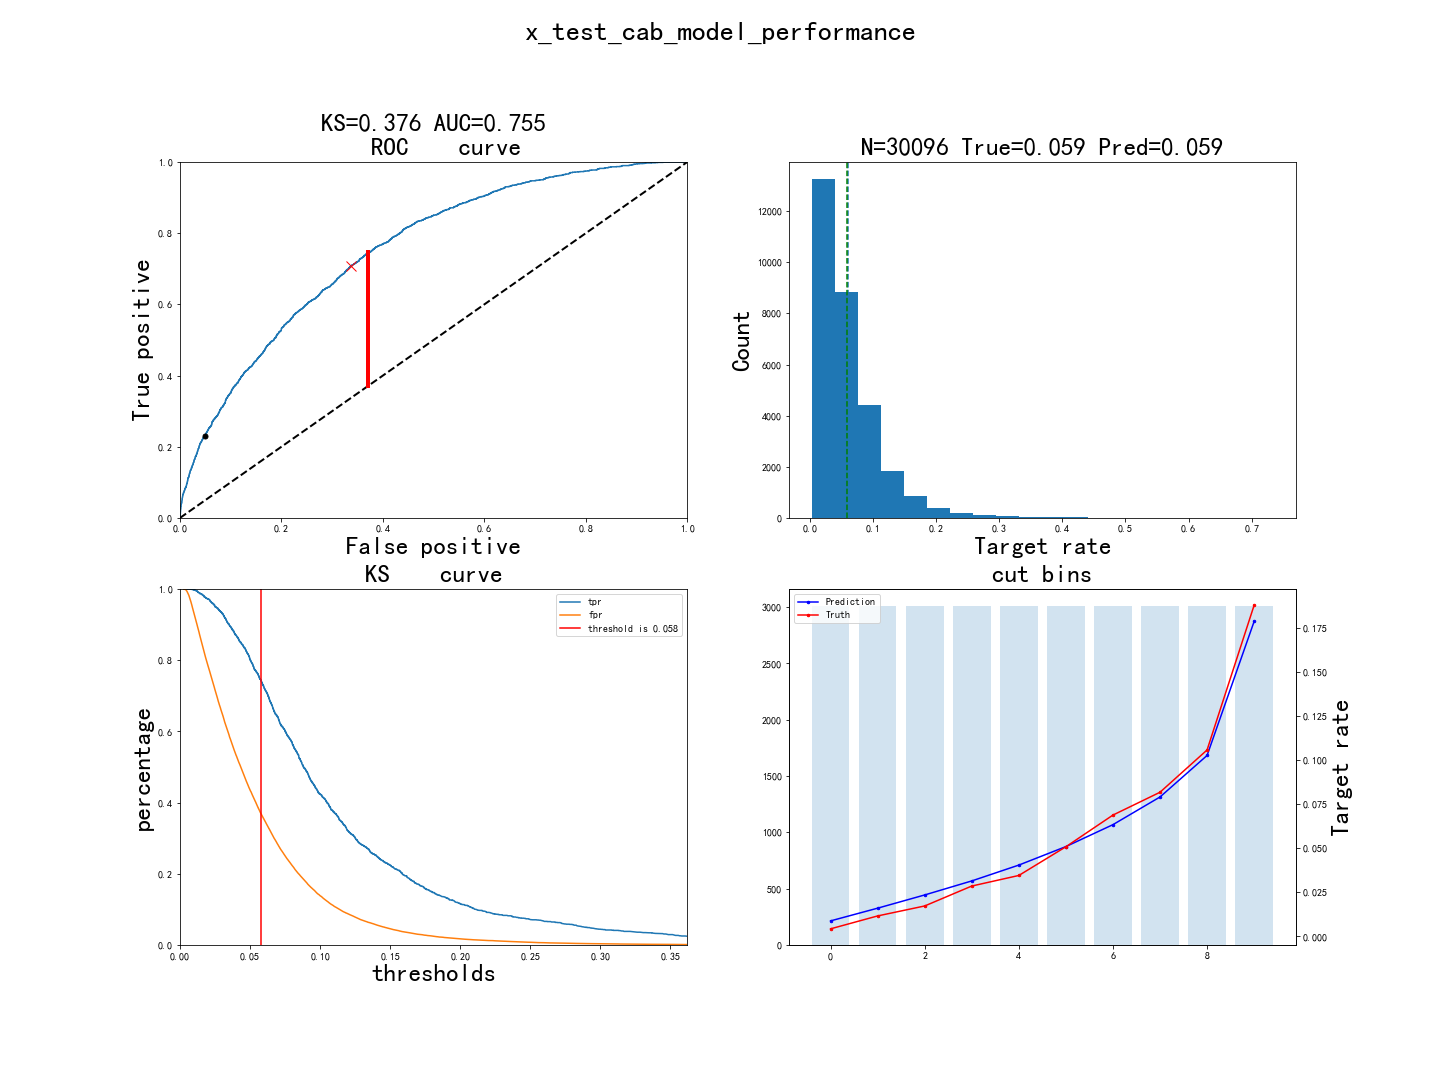 x_test_cab_model_performance
KS=0.376 AUC=0.755
ROC    curve
1.0
0.8
0.6
0.4
0.2
0.0
True positive
0.0 0.2 0.4 0.6 0.8 1.0
False positive
N=30096 True=0.059 Pred=0.059
12000
10000
8000
6000
4000
2000
0
Count
0.0 0.1 0.2 0.3 0.4 0.5 0.6 0.7
Target rate
KS    curve
1.0
0.8
0.6
0.4
0.2
0.0
percentage
tpr
fpr
threshold is 0.058
0.00 0.05 0.10 0.15 0.20 0.25 0.30 0.35
thresholds
cut bins
3000
2500
2000
1500
1000
500
0
Prediction
Truth
0 2 4 6 8
0.175
0.150
0.125
0.100
0.075
0.050
0.025
0.000
Target rate